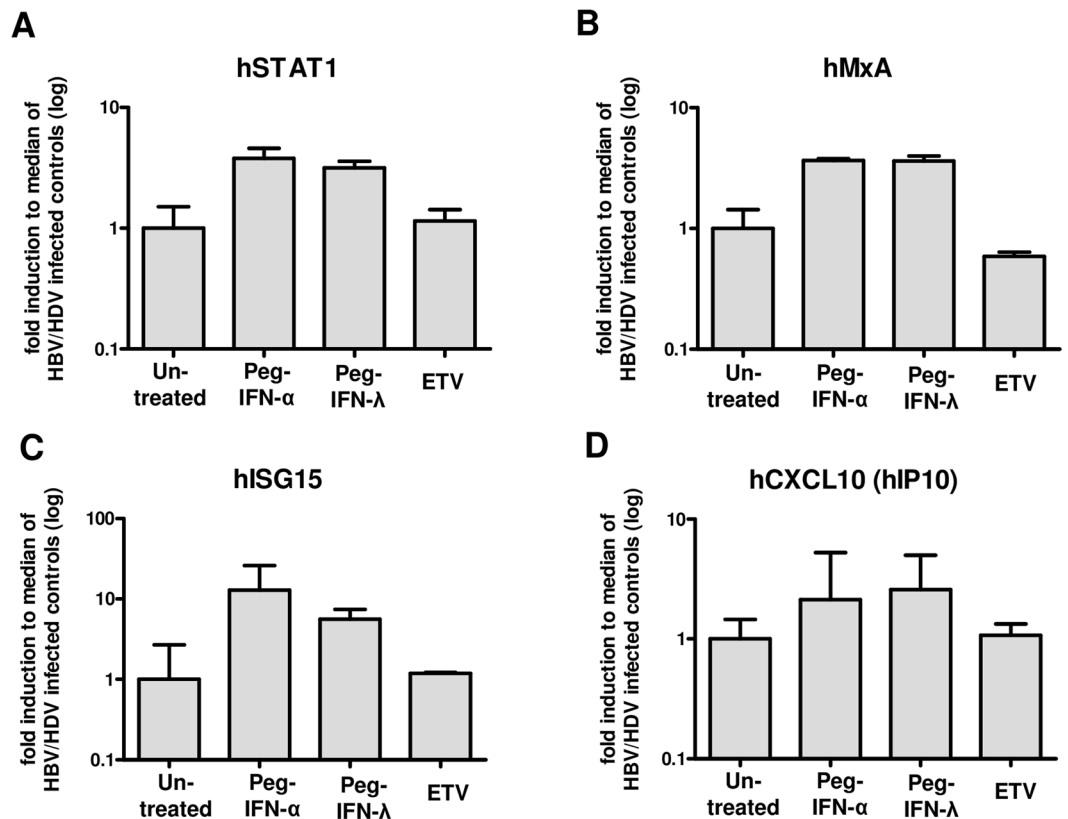 A
hSTAT1
fold induction to median of
HBV/HDV infected controls (log)
10
1
0.1
Un-
treated
Peg-
IFN-α
Peg-
IFN-λ
ETV
B
hMxA
fold induction to median of
HBV/HDV infected controls (log)
10
1
0.1
Un-
treated
Peg-
IFN-α
Peg-
IFN-λ
ETV
C
hISG15
fold induction to median of
HBV/HDV infected controls (log)
100
10
1
0.1
Un-
treated
Peg-
IFN-α
Peg-
IFN-λ
ETV
D
hCXCL10 (hIP10)
fold induction to median of
HBV/HDV infected controls (log)
10
1
0.1
Un-
treated
Peg-
IFN-α
Peg-
IFN-λ
ETV